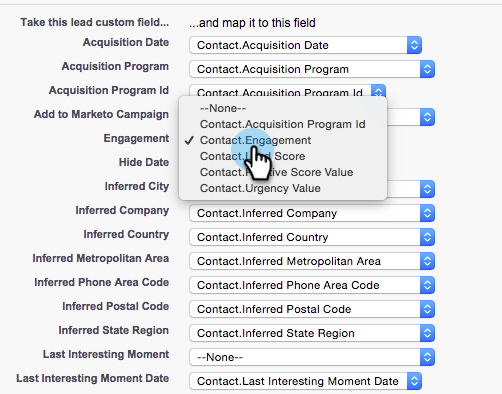 Take this lead custom field... ...and map it to this field
Acquisition Date Contact.Acquisition Date
Acquisition Program Contact.Acquisition Program
Acquisition Program Id Contact.Acquisition Program Id
Add to Marketo Campaign
--None--
Contact.Acquisition Program Id
Engagement ✓ Contact.Engagement
Contact. Score
Hide Date
Contact. Score Value
Contact.Urgency Value
Inferred City
Inferred Company Contact.Inferred Company
Inferred Country Contact.Inferred Country
Inferred Metropolitan Area Contact.Inferred Metropolitan Area
Inferred Phone Area Code Contact.Inferred Phone Area Code
Inferred Postal Code Contact.Inferred Postal Code
Inferred State Region Contact.Inferred State Region
Last Interesting Moment --None--
Last Interesting Moment Date Contact.Last Interesting Moment Date